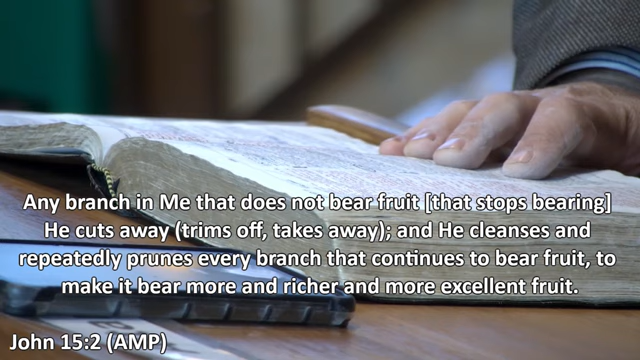 Any branch in Me that does not bear fruit [that stops bearing]
He cuts away (trims off, takes away); and He cleanses and
repeatedly prunes every branch that continues to bear fruit, to
make it bear more and richer and more excellent fruit.
John 15:2 (AMP)